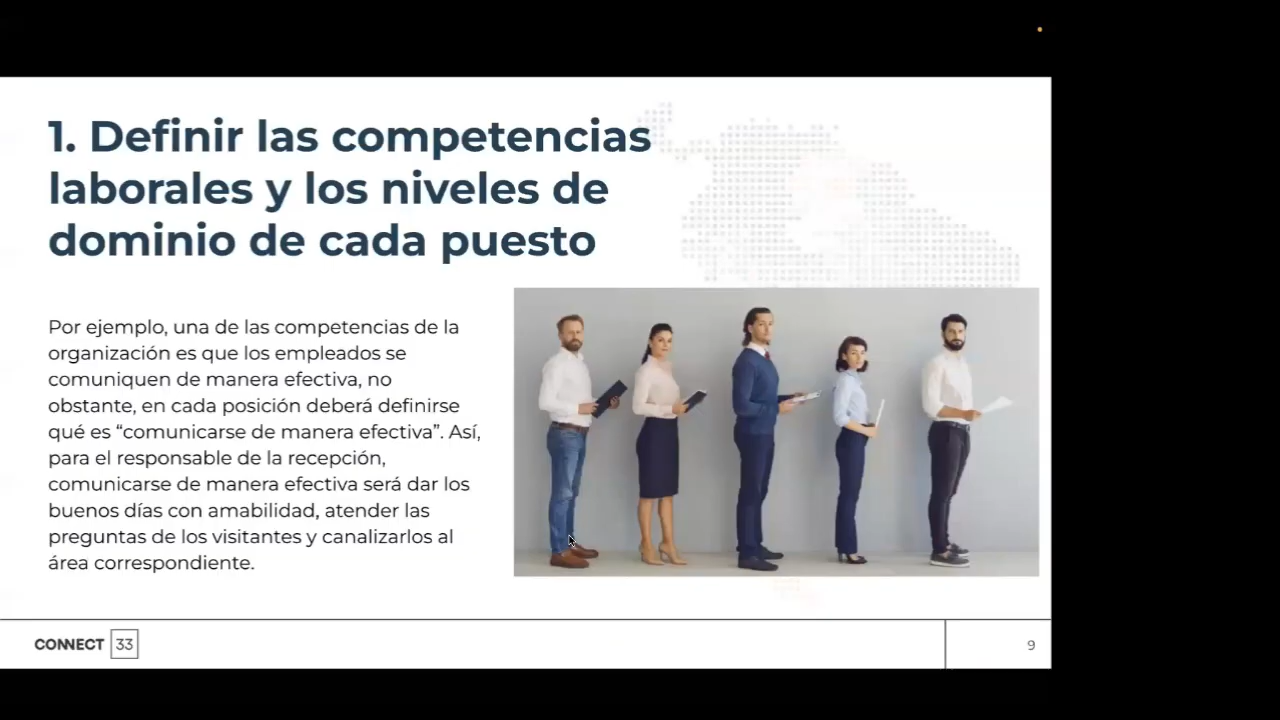 1. Definir las competencias
laborales y los niveles de
dominio de cada puesto
Por ejemplo, una de las competencias de la
organización es que los empleados se
comuniquen de manera efectiva, no
obstante, en cada posición deberá definirse
qué es “comunicarse de manera efectiva”. Así,
para el responsable de la recepción,
comunicarse de manera efectiva será dar los
buenos días con amabilidad, atender las
preguntas de los visitantes y canalizarlos al
área correspondiente.
CONNECT 33
9